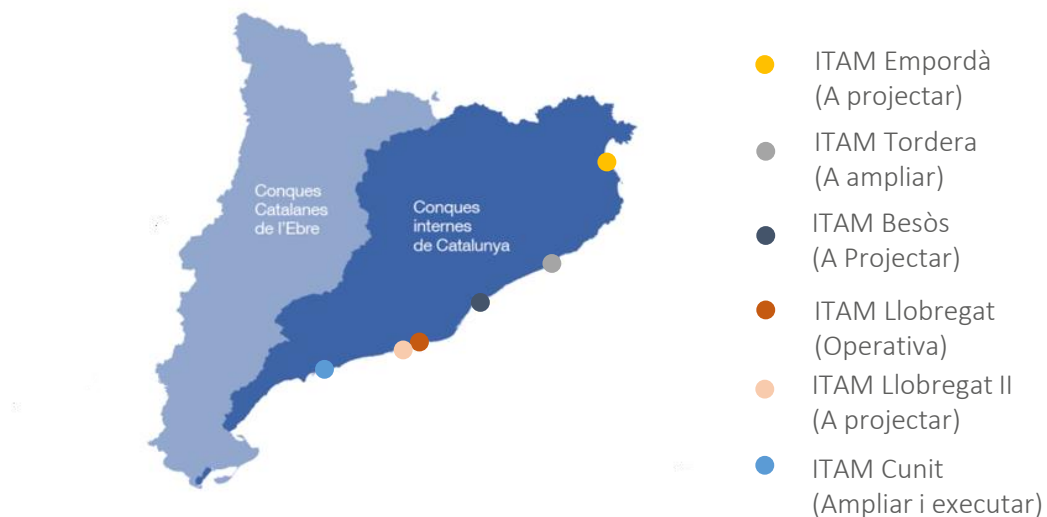 Conques
Catalanes
de l'Ebre
Conques
internes
de Catalunya
ITAM Empordà
(A projectar)
ITAM Tordera
(A ampliar)
ITAM Besòs
(A Projectar)
ITAM Llobregat
(Operativa)
ITAM Llobregat II
(A projectar)
ITAM Cunit
(Ampliar i executar)